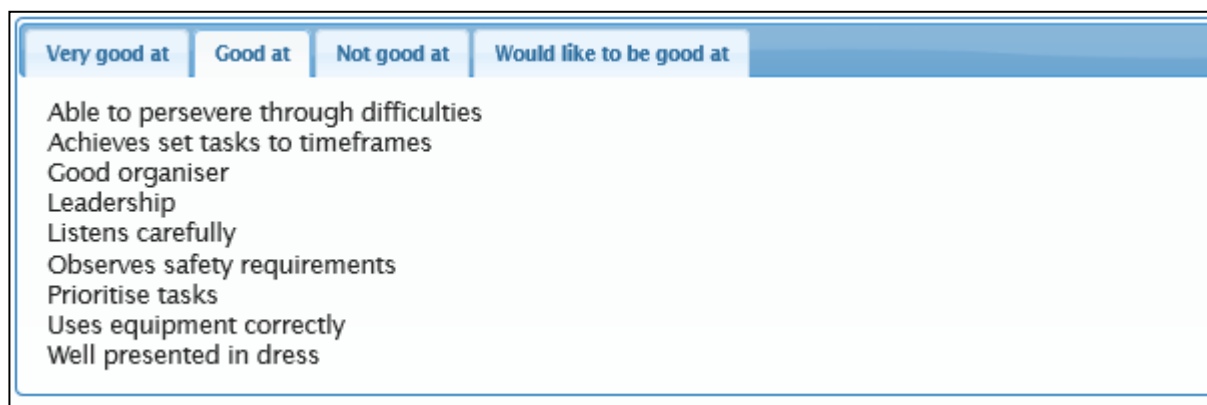 Very good at Good at Not good at Would like to be good at
Able to persevere through difficulties
Achieves set tasks to timeframes
Good organiser
Leadership
Listens carefully
Observes safety requirements
Prioritise tasks
Uses equipment correctly
Well presented in dress